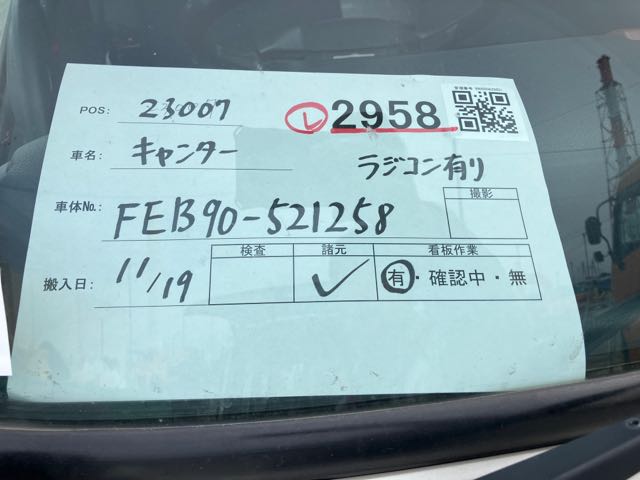 POS: 23007 レ 2958
車名: キャンター ラジコン有り
車体No.: FEB90-521258 撮影
搬入日: 11/19
検査 諸元 看板作業
✓ 有・確認中・無